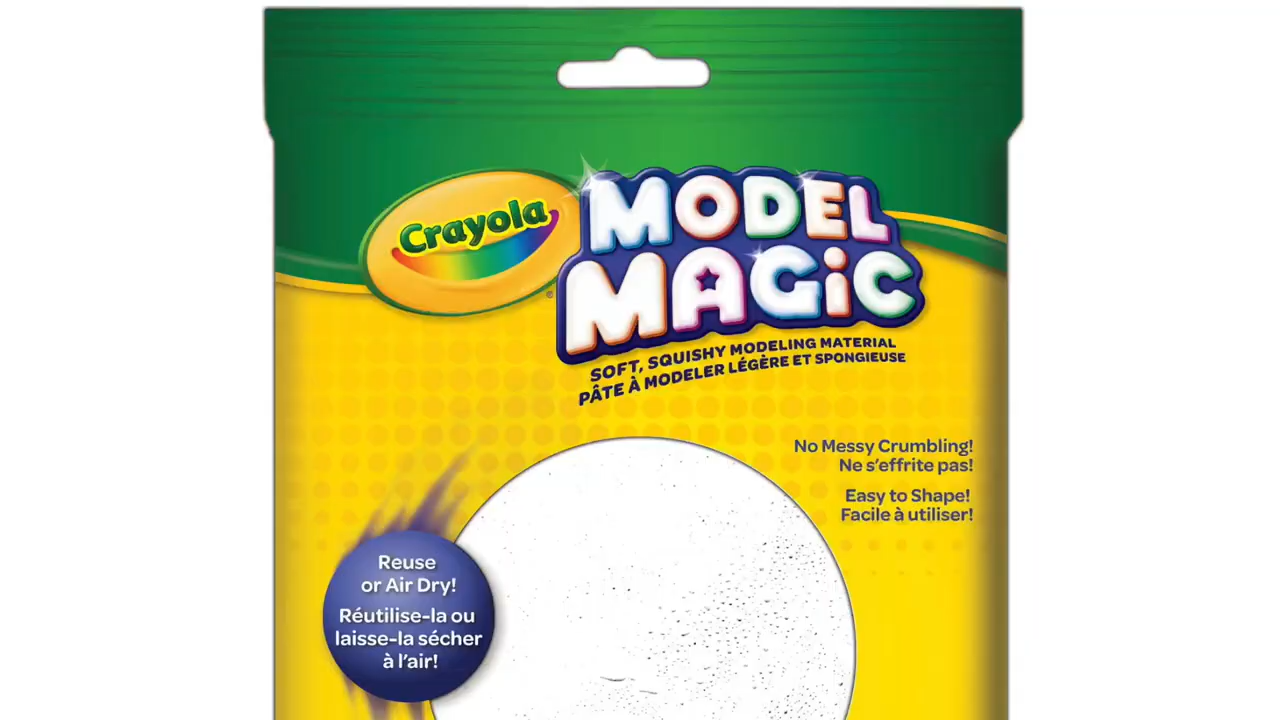 Crayola
MODEL
MAGiC
SOFT, SQUISHY MODELING MATERIAL
PÂTE À MODELER LÉGÈRE ET SPONGIEUSE
No Messy Crumbling!
Ne s'effrite pas!
Easy to Shape!
Facile à utiliser!
Reuse
or Air Dry!
Réutilise-la ou
laisse-la sécher
à l'air!
®